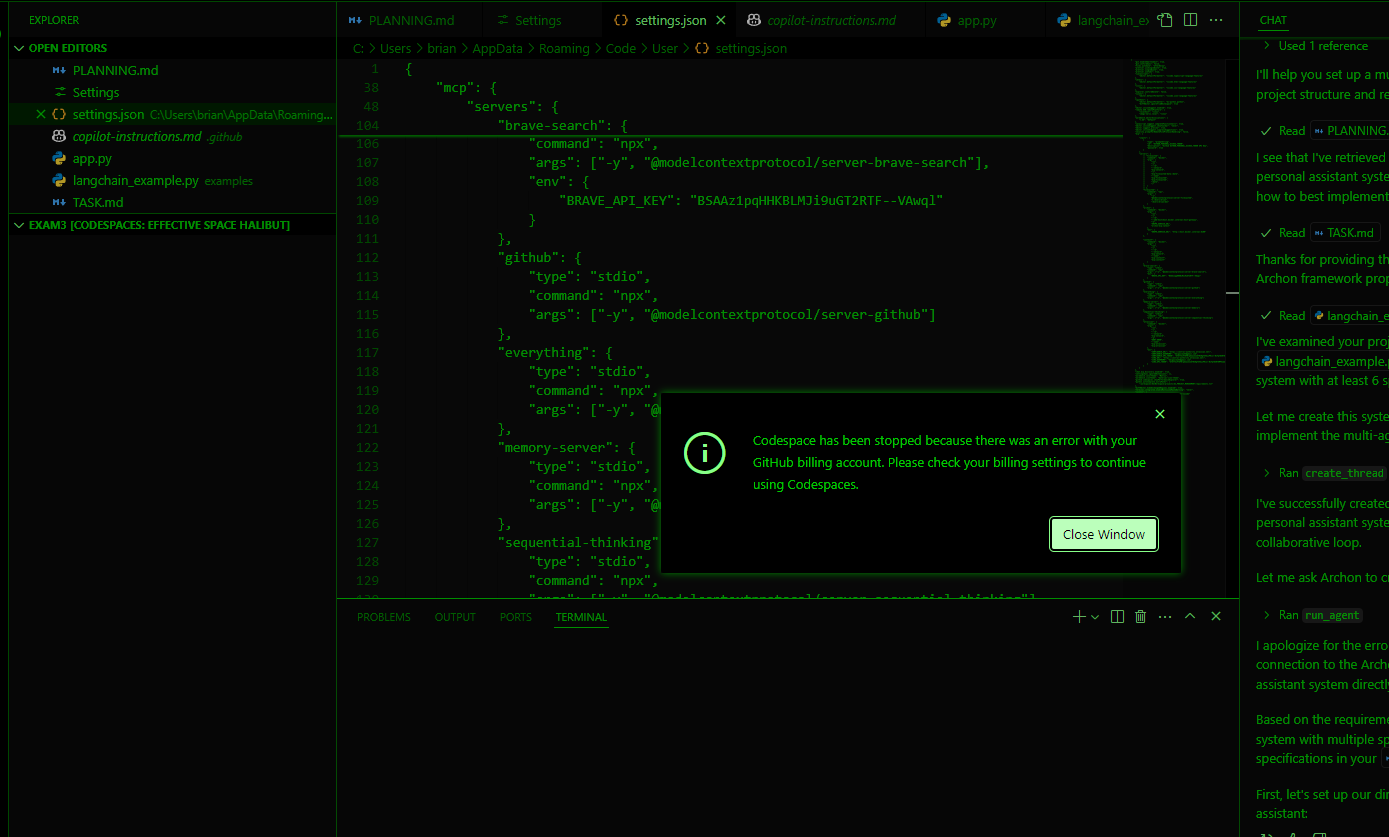 EXPLORER
OPEN EDITORS
PLANNING.md
Settings
settings.json C:\Users\brian\AppData\Roaming...
copilot-instructions.md .github
app.py
langchain_example.py examples
TASK.md
EXAM3 [CODESPACES: EFFECTIVE SPACE HALIBUT]
PLANNING.md Settings settings.json copilot-instructions.md app.py langchain_ex
C: > Users > brian > AppData > Roaming > Code > User > {} settings.json
1 {
38 "mcp": {
48 "servers": {
104 "brave-search": {
106 "command": "npx",
107 "args": ["-y", "@modelcontextprotocol/server-brave-search"],
108 "env": {
109 "BRAVE_API_KEY": "BSAAz1pqHHKBLMJi9uGT2RTF--VAwql"
110 }
111 },
112 "github": {
113 "type": "stdio",
114 "command": "npx",
115 "args": ["-y", "@modelcontextprotocol/server-github"]
116 },
117 "everything": {
118 "type": "stdio",
119 "command": "npx",
120 "args": ["-y", "@
121 },
122 "memory-server": {
123 "type": "stdio",
124 "command": "npx",
125 "args": ["-y", "@
126 },
127 "sequential-thinking"
128 "type": "stdio",
129 "command": "npx",
"args": ["-y", "@modelcontextprotocol/server-sequential-thinking"]
Codespace has been stopped because there was an error with your
GitHub billing account. Please check your billing settings to continue
using Codespaces.
Close Window
PROBLEMS OUTPUT PORTS TERMINAL
CHAT
Used 1 reference
I'll help you set up a mu
project structure and re
Read PLANNING.
I see that I've retrieved
personal assistant syste
how to best implement
Read TASK.md
Thanks for providing th
Archon framework prop
Read langchain_e
I've examined your proj
langchain_example.p
system with at least 6 s
Let me create this syste
implement the multi-ag
Ran create_thread
I've successfully created
personal assistant syste
collaborative loop.
Let me ask Archon to cr
Ran run_agent
I apologize for the erro
connection to the Archo
assistant system directly
Based on the requireme
system with multiple sp
specifications in your
First, let's set up our dir
assistant: